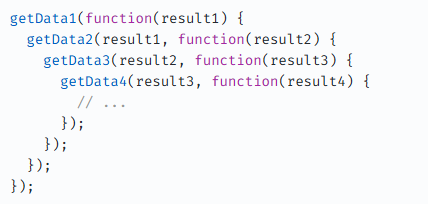 getData1(function(result1) {
  getData2(result1, function(result2) {
    getData3(result2, function(result3) {
      getData4(result3, function(result4) {
        // ...
      });
    });
  });
});